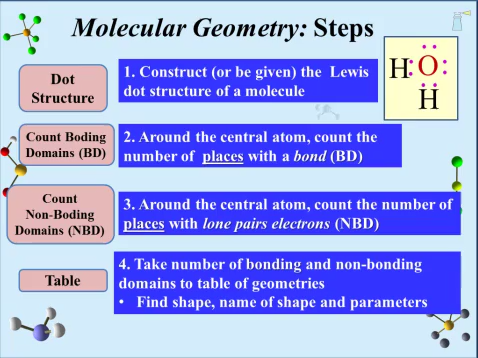 Molecular Geometry: Steps
Dot
Structure
1. Construct (or be given) the Lewis
dot structure of a molecule
H O
H
Count Boding
Domains (BD)
2. Around the central atom, count the
number of places with a bond (BD)
Count
Non-Boding
Domains (NBD)
3. Around the central atom, count the number of
places with lone pairs electrons (NBD)
Table
4. Take number of bonding and non-bonding
domains to table of geometries
• Find shape, name of shape and parameters